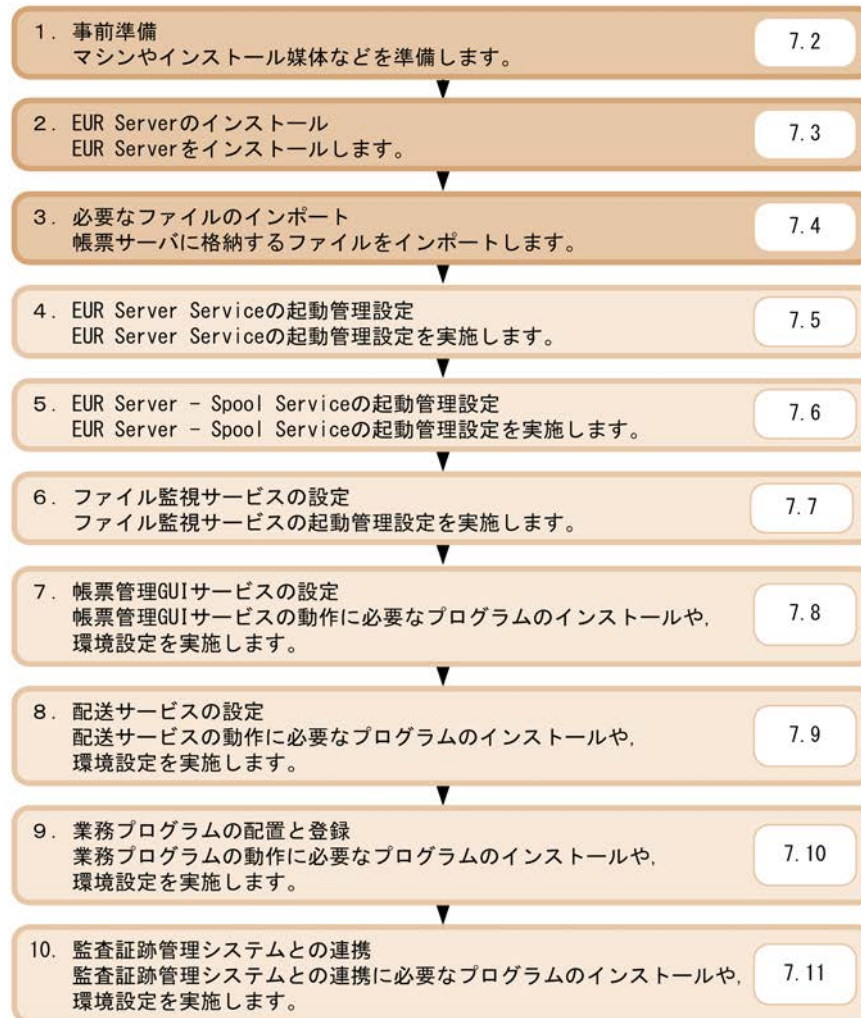 1. 事前準備
マシンやインストール媒体などを準備します。
7.2
2. EUR Serverのインストール
EUR Serverをインストールします。
7.3
3. 必要なファイルのインポート
帳票サーバに格納するファイルをインポートします。
7.4
4. EUR Server Serviceの起動管理設定
EUR Server Serviceの起動管理設定を実施します。
7.5
5. EUR Server - Spool Serviceの起動管理設定
EUR Server - Spool Serviceの起動管理設定を実施します。
7.6
6. ファイル監視サービスの設定
ファイル監視サービスの起動管理設定を実施します。
7.7
7. 帳票管理GUIサービスの設定
帳票管理GUIサービスの動作に必要なプログラムのインストールや,
環境設定を実施します。
7.8
8. 配送サービスの設定
配送サービスの動作に必要なプログラムのインストールや,
環境設定を実施します。
7.9
9. 業務プログラムの配置と登録
業務プログラムの動作に必要なプログラムのインストールや,
環境設定を実施します。
7.10
10. 監査証跡管理システムとの連携
監査証跡管理システムとの連携に必要なプログラムのインストールや,
環境設定を実施します。
7.11